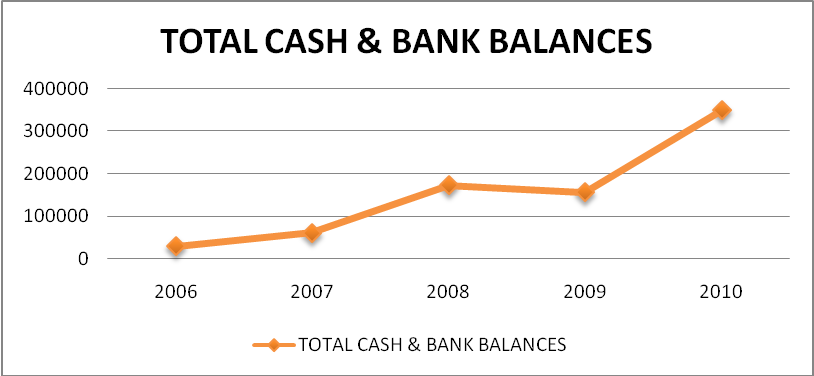 TOTAL CASH & BANK BALANCES
400000
300000
200000
100000
0
2006 2007 2008 2009 2010
TOTAL CASH & BANK BALANCES